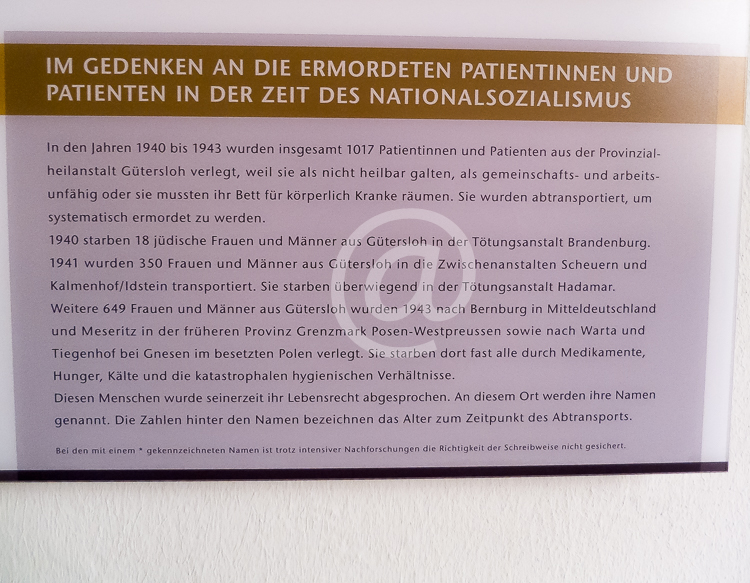 IM GEDENKEN AN DIE ERMORDETEN PATIENTINNEN UND
PATIENTEN IN DER ZEIT DES NATIONALSOZIALISMUS
In den Jahren 1940 bis 1943 wurden insgesamt 1017 Patientinnen und Patienten aus der Provinzial-
heilanstalt Gütersloh verlegt, weil sie als nicht heilbar galten, als gemeinschafts- und arbeits-
unfähig oder sie mussten ihr Bett für körperlich Kranke räumen. Sie wurden abtransportiert, um
systematisch ermordet zu werden.
1940 starben 18 jüdische Frauen und Männer aus Gütersloh in der Tötungsanstalt Brandenburg.
1941 wurden 350 Frauen und Männer aus Gütersloh in die Zwischenanstalten Scheuern und
Kalmenhof/Idstein transportiert. Sie starben überwiegend in der Tötungsanstalt Hadamar.
Weitere 649 Frauen und Männer aus Gütersloh wurden 1943 nach Bernburg in Mitteldeutschland
und Meseritz in der früheren Provinz Grenzmark Posen-Westpreussen sowie nach Warta und
Tiegenhof bei Gnesen im besetzten Polen verlegt. Sie starben dort fast alle durch Medikamente,
Hunger, Kälte und die katastrophalen hygienischen Verhältnisse.
Diesen Menschen wurde seinerzeit ihr Lebensrecht abgesprochen. An diesem Ort werden ihre Namen
genannt. Die Zahlen hinter den Namen bezeichnen das Alter zum Zeitpunkt des Abtransports.
Bei den mit einem * gekennzeichneten Namen ist trotz intensiver Nachforschungen die Richtigkeit der Schreibweise nicht gesichert.
@